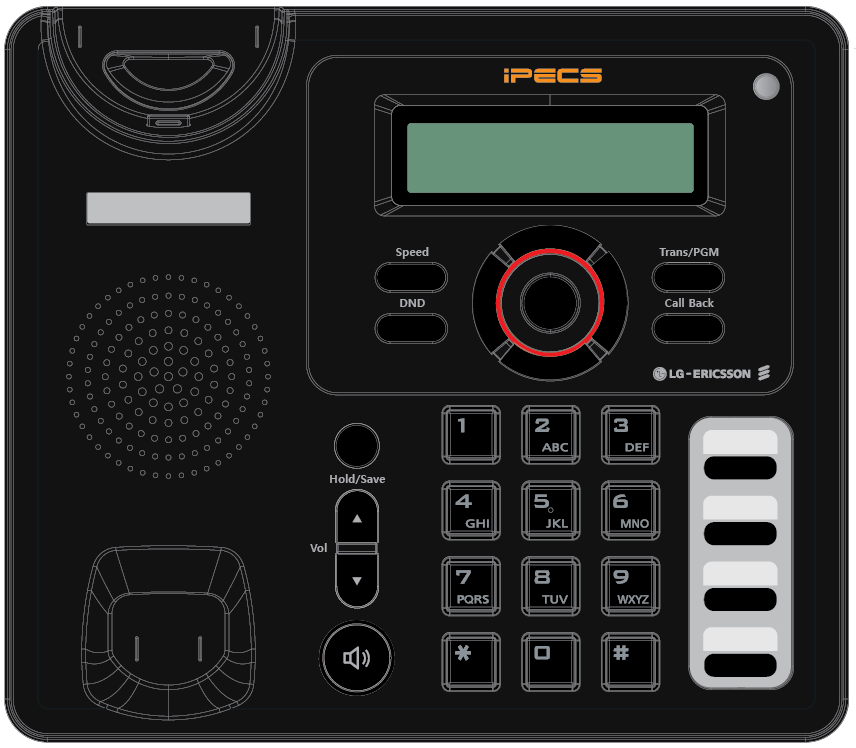 iPECS
Speed
Trans/PGM
DND
Call Back
LG-ERICSSON
1
2
ABC
3
DEF
Hold/Save
4
GHI
5
JKL
6
MNO
Vol
7
PQRS
8
TUV
9
WXYZ
*
0
#